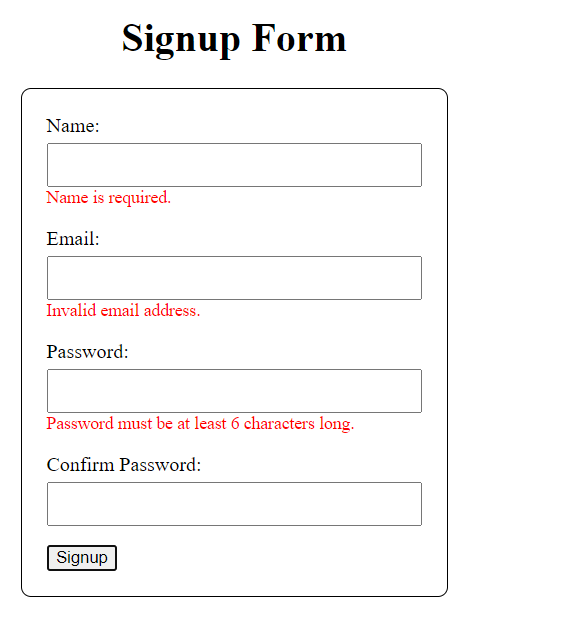 Signup Form
Name:
Name is required.
Email:
Invalid email address.
Password:
Password must be at least 6 characters long.
Confirm Password:
Signup